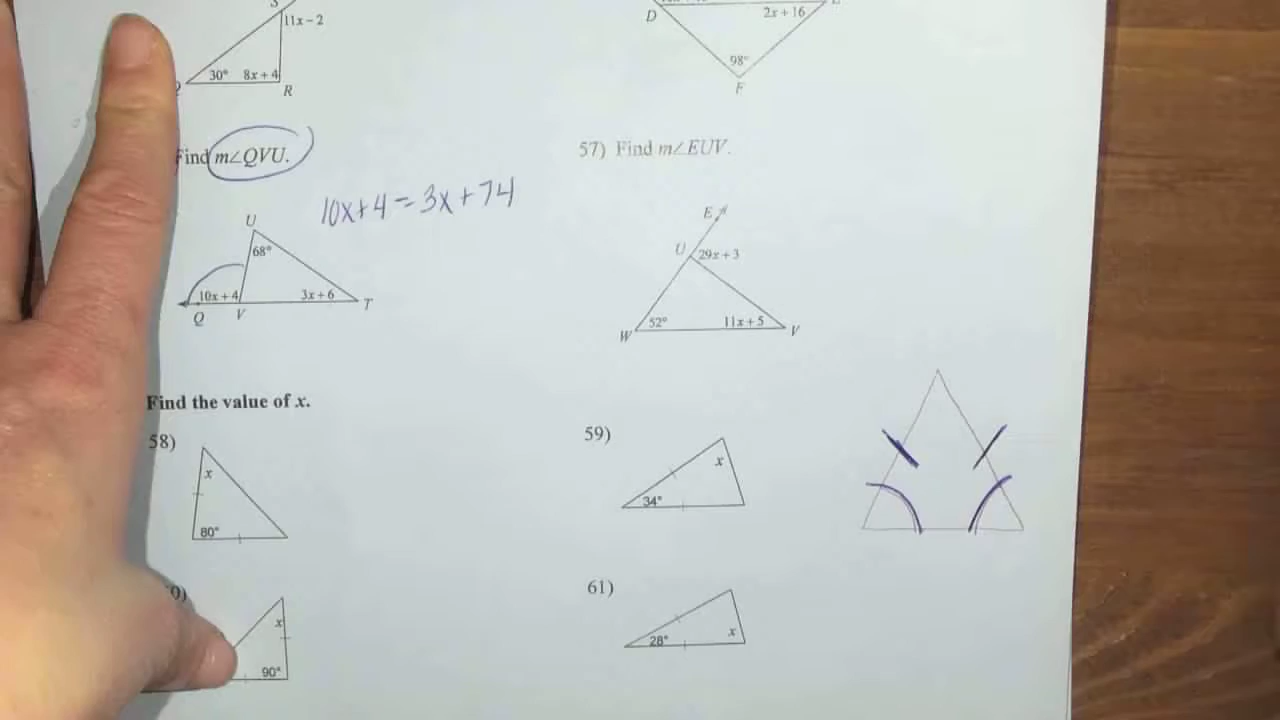 S
11x − 2
30° 8x + 4
R
D
2x + 16
98°
F
Find m∠QVU.
10x+4=3x+74
U
68°
10x + 4 3x + 6
Q V T
57) Find m∠EUV.
E
U 29x + 3
52° 11x + 5
W V
Find the value of x.
58)
x
80°
59)
x
34°
x
90°
61)
28° x